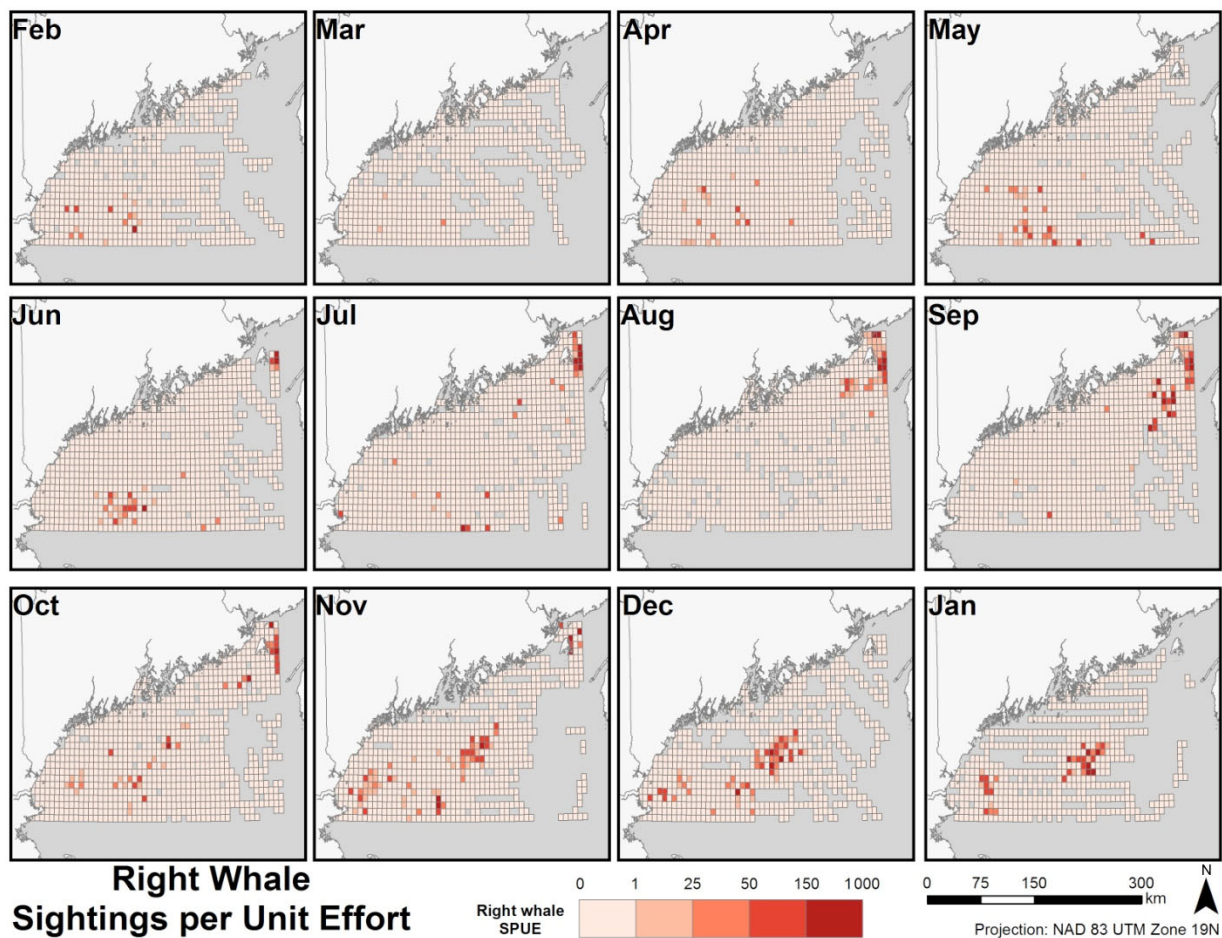 Feb
Mar
Apr
May
Jun
Jul
Aug
Sep
Oct
Nov
Dec
Jan
Right Whale
Sightings per Unit Effort
0 1 25 50 150 1000
Right whale
SPUE
N
0 75 150 300
km
Projection: NAD 83 UTM Zone 19N